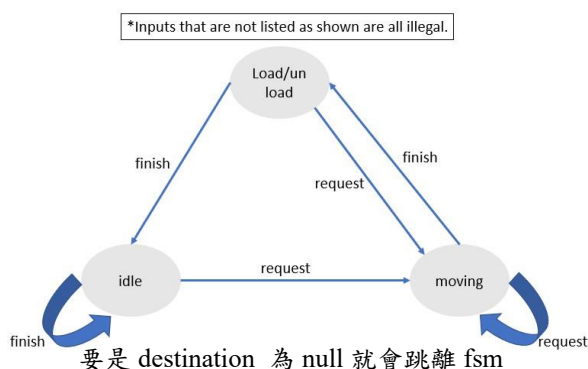 *Inputs that are not listed as shown are all illegal.
Load/un
load
finish
finish
request
idle
request
moving
finish
request
要是 destination 為 null 就會跳離 fsm